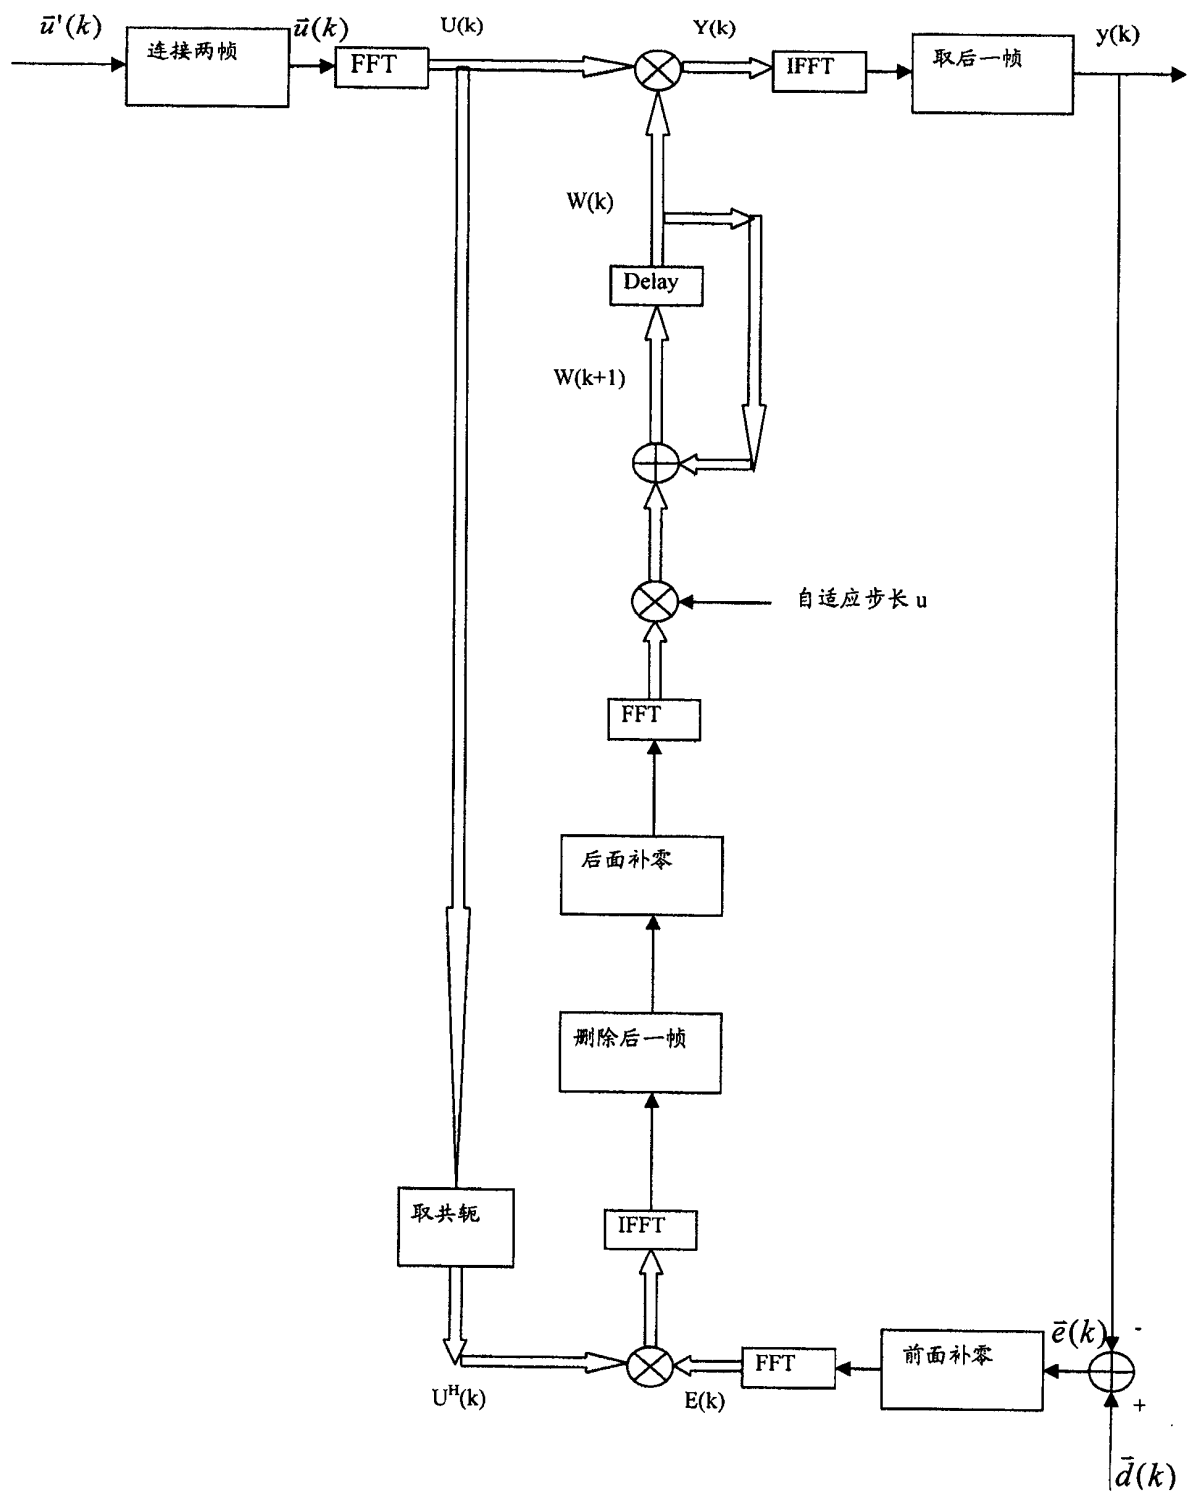 u⃗'(k)
连接两帧
u⃗(k)
FFT
U(k)
Y(k)
IFFT
取后一帧
y(k)
W(k)
Delay
W(k+1)
自适应步长 u
FFT
后面补零
删除后一帧
取共轭
IFFT
U^H(k)
E(k)
FFT
前面补零
e⃗(k)
-
+
d⃗(k)